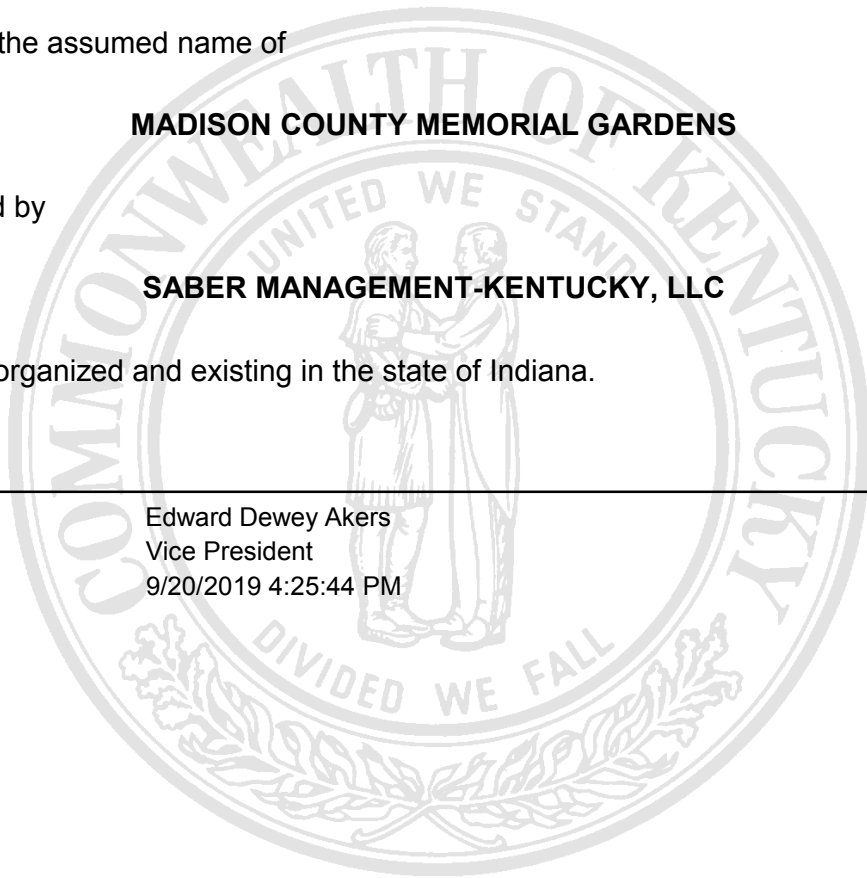 the assumed name of
MADISON COUNTY MEMORIAL GARDENS
d by
SABER MANAGEMENT-KENTUCKY, LLC
organized and existing in the state of Indiana.
Edward Dewey Akers
Vice President
9/20/2019 4:25:44 PM
COMMONWEALTH OF KENTUCKY
UNITED WE STAND
DIVIDED WE FALL